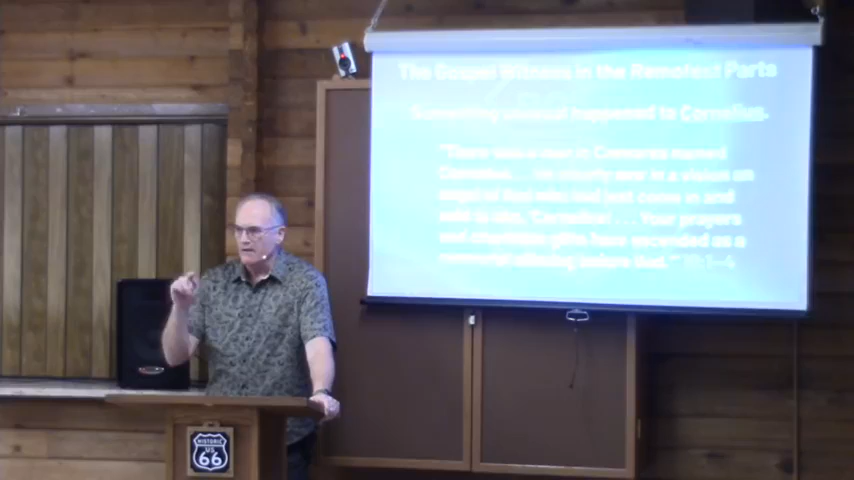 The Gospel Witness in the Remotest Parts
Something unusual happened to Cornelius.
"There was a man in Caesarea named
Cornelius. . . . He clearly saw in a vision an
angel of God who had just come in and
said to him, "Cornelius! . . . Your prayers
and charitable gifts have ascended as a
memorial offering before God." 10:1–4
HISTORIC
US
66